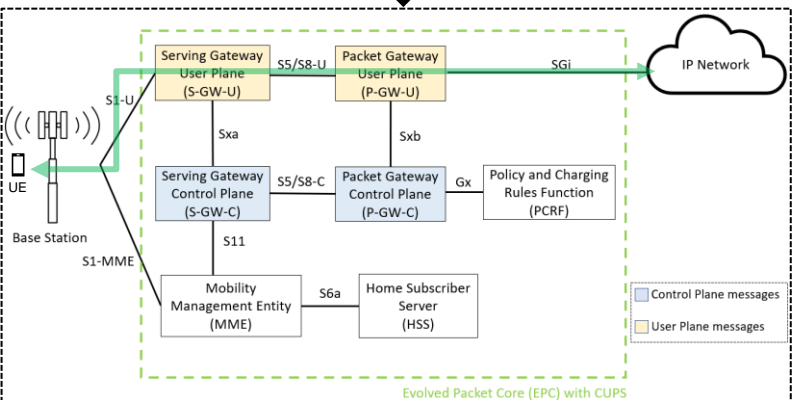 Serving Gateway
User Plane
(S-GW-U)
S5/S8-U
Packet Gateway
User Plane
(P-GW-U)
SGi
IP Network
S1-U
Sxa
Sxb
UE
Base Station
Serving Gateway
Control Plane
(S-GW-C)
S5/S8-C
Packet Gateway
Control Plane
(P-GW-C)
Gx
Policy and Charging
Rules Function
(PCRF)
S11
S1-MME
Mobility
Management Entity
(MME)
S6a
Home Subscriber
Server
(HSS)
Control Plane messages
User Plane messages
Evolved Packet Core (EPC) with CUPS